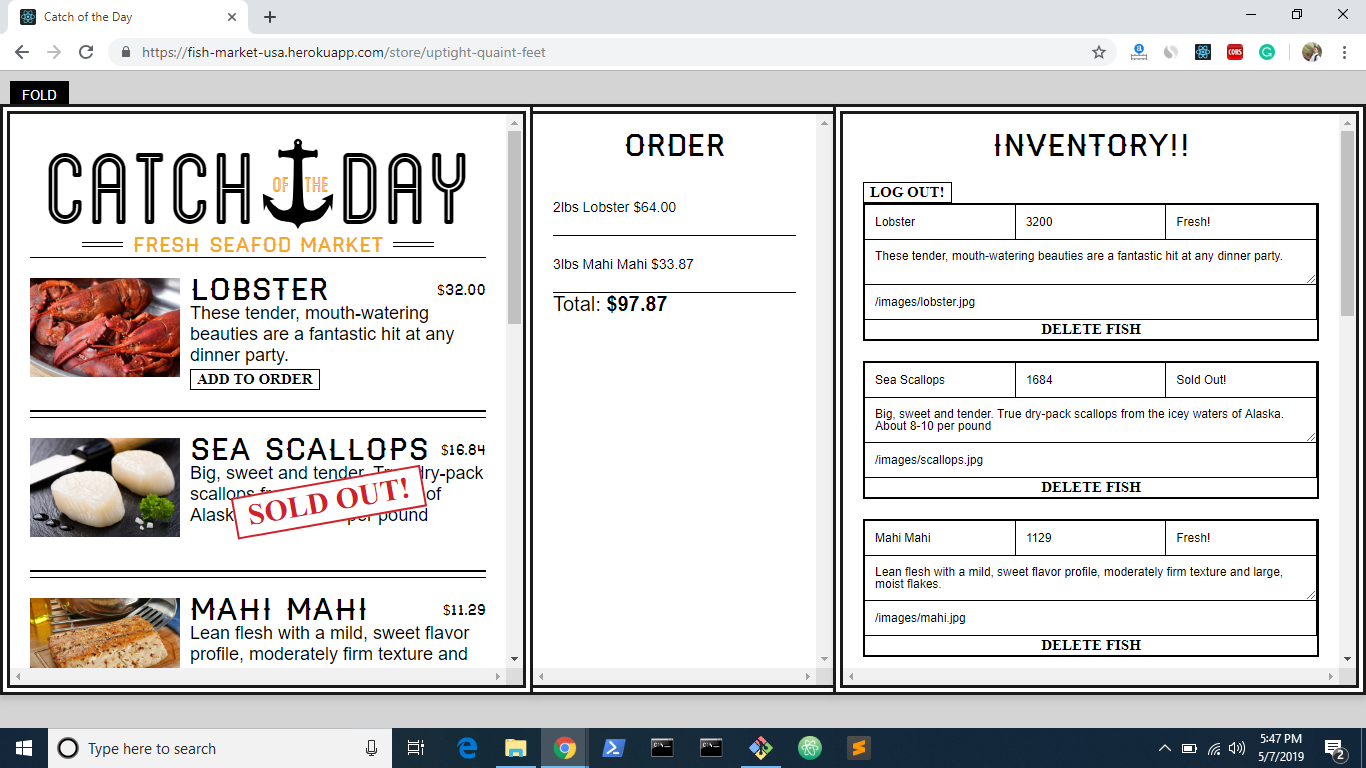 Catch of the Day
https://fish-market-usa.herokuapp.com/store/uptight-quaint-feet
CORS
FOLD
CATCH OF THE DAY
FRESH SEAFOD MARKET
LOBSTER $32.00
These tender, mouth-watering
beauties are a fantastic hit at any
dinner party.
ADD TO ORDER
SEA SCALLOPS $16.84
Big, sweet and tender. True dry-pack
scallops of
Alask per pound
SOLD OUT!
MAHI MAHI $11.29
Lean flesh with a mild, sweet flavor
profile, moderately firm texture and
ORDER
2lbs Lobster $64.00
3lbs Mahi Mahi $33.87
Total: $97.87
INVENTORY!!
LOG OUT!
Lobster 3200 Fresh!
These tender, mouth-watering beauties are a fantastic hit at any dinner party.
/images/lobster.jpg
DELETE FISH
Sea Scallops 1684 Sold Out!
Big, sweet and tender. True dry-pack scallops from the icey waters of Alaska.
About 8-10 per pound
/images/scallops.jpg
DELETE FISH
Mahi Mahi 1129 Fresh!
Lean flesh with a mild, sweet flavor profile, moderately firm texture and large,
moist flakes.
/images/mahi.jpg
DELETE FISH
Type here to search
5:47 PM
5/7/2019
2